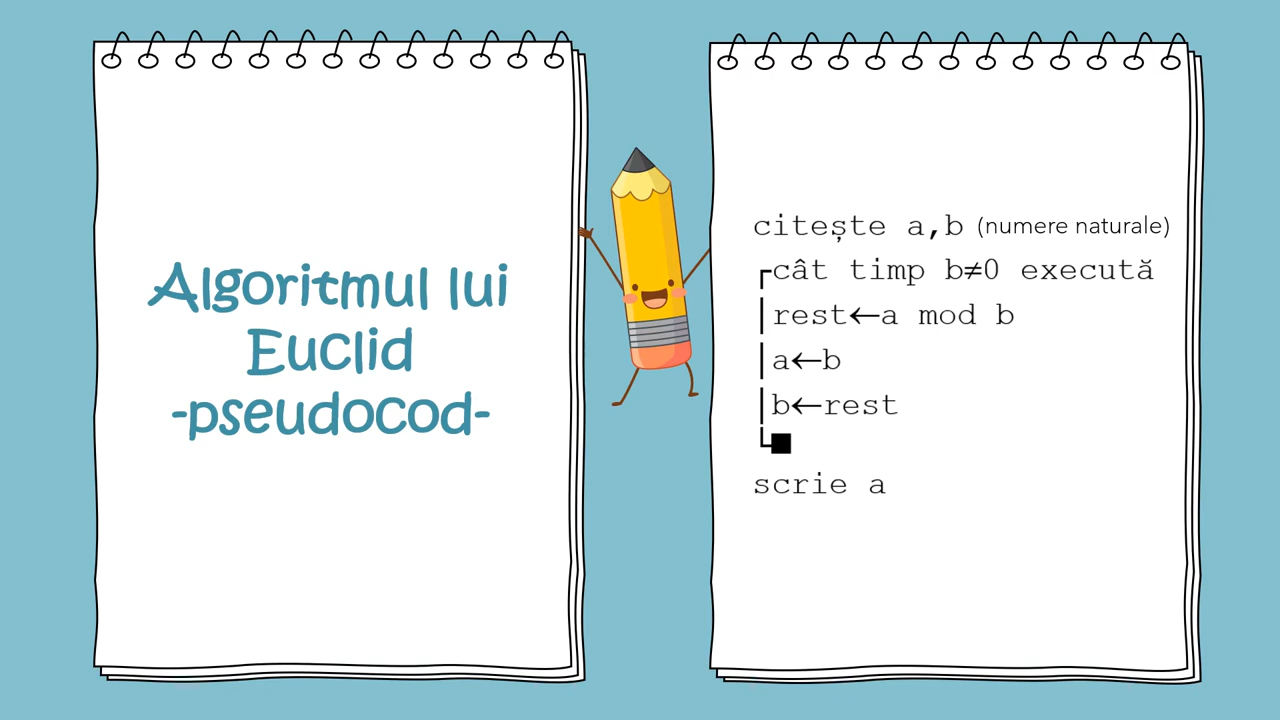 Algoritmul lui
Euclid
-pseudocod-
citește a,b (numere naturale)
┌cât timp b≠0 execută
│rest←a mod b
│a←b
│b←rest
└■
scrie a